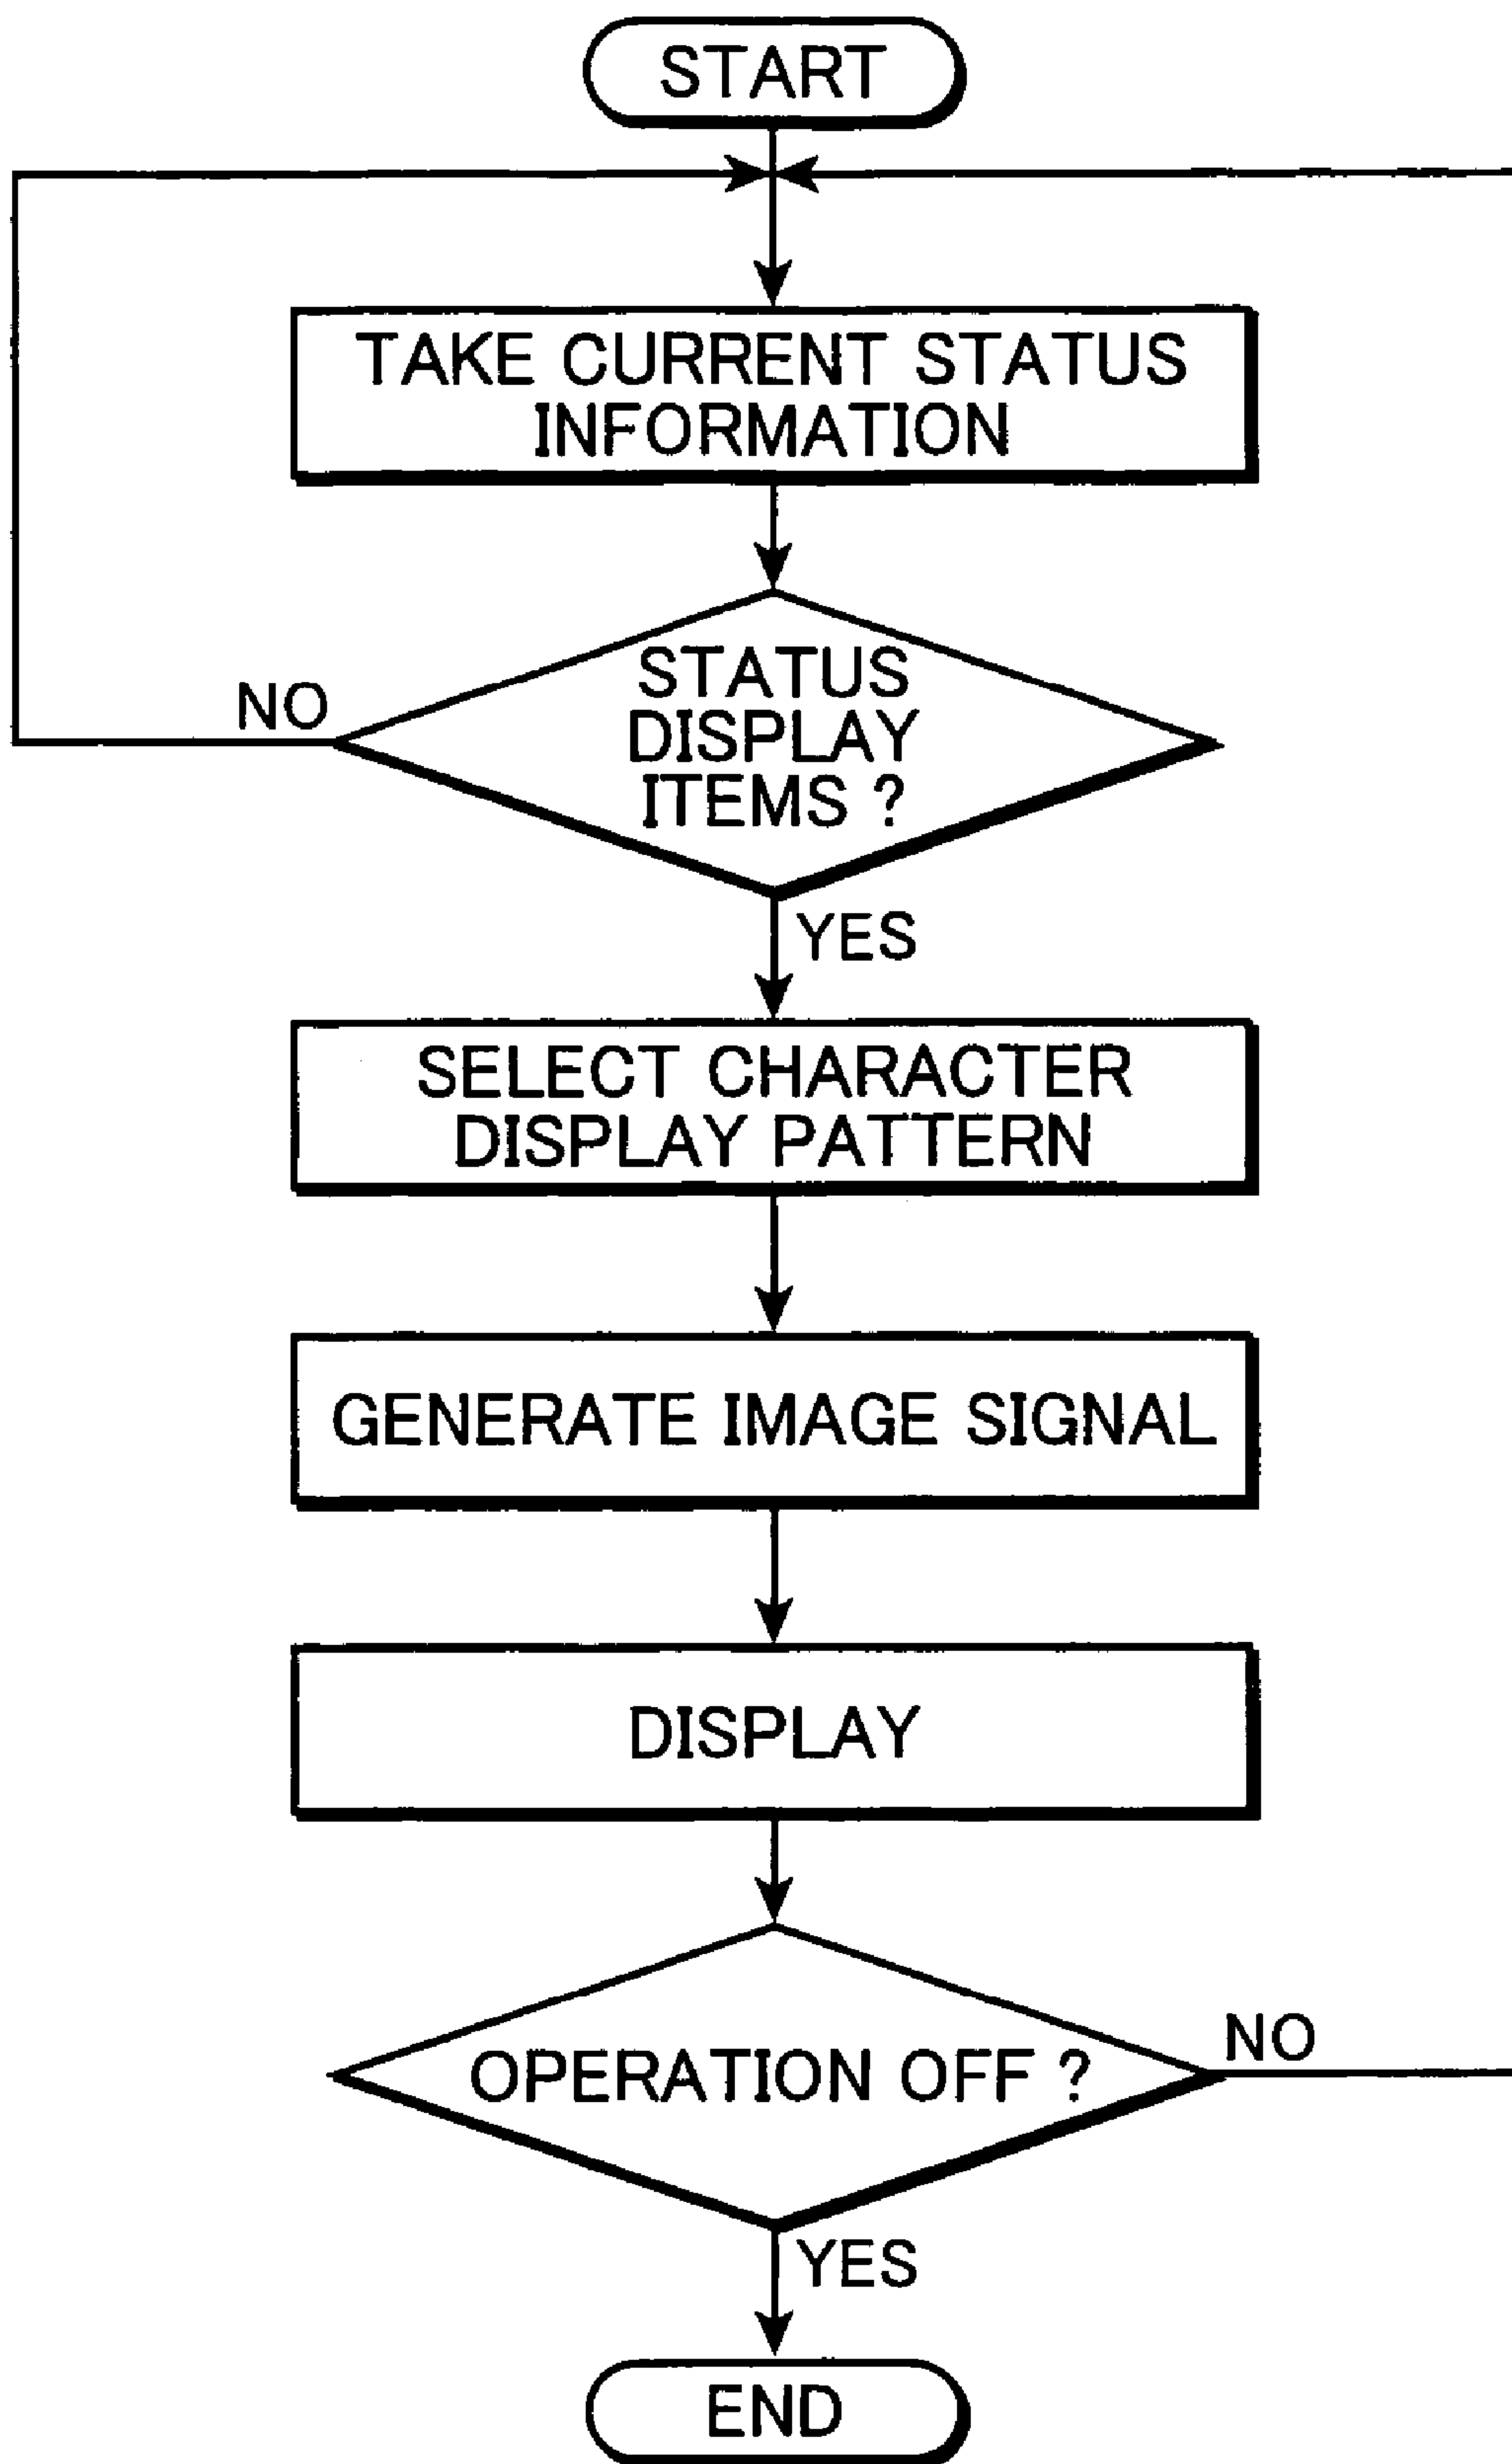 START
TAKE CURRENT STATUS
INFORMATION
STATUS
DISPLAY
ITEMS ?
NO
YES
SELECT CHARACTER
DISPLAY PATTERN
GENERATE IMAGE SIGNAL
DISPLAY
OPERATION OFF ?
NO
YES
END